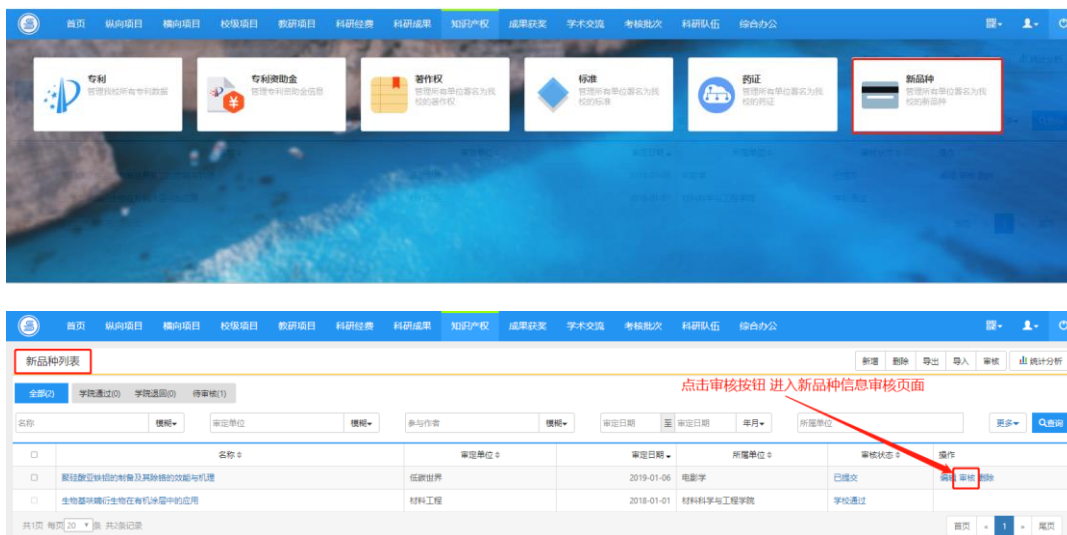 首页 纵向项目 横向项目 校级项目 教研项目 科研经费 科研成果 知识产权 成果获奖 学术交流 考核批次 科研队伍 综合办公
专利 专利资助金 著作权 标准 药证 新品种
管理我校所有专利数据 管理专利资助金信息 管理所有单位署名为我校的著作权 管理所有单位署名为我校的标准 管理所有单位署名为我校的药证 管理所有单位署名为我校的新品种
首页 纵向项目 横向项目 校级项目 教研项目 科研经费 科研成果 知识产权 成果获奖 学术交流 考核批次 科研队伍 综合办公
新品种列表 新增 删除 导出 导入 审核 统计分析
全部(2) 学院通过(0) 学院退回(0) 待审核(1)
点击审核按钮 进入新品种信息审核页面
名称 模糊 审定单位 模糊 参与作者 模糊 审定日期 至 审定日期 年月 所属单位 更多 查询
名称 审定单位 审定日期 所属单位 审核状态 操作
聚硅酸亚铁铝的制备及其除铬的效能与机理 低碳世界 2019-01-06 电影学 已提交 编辑 审核 删除
生物基呋喃衍生物在有机涂层中的应用 材料工程 2018-01-01 材料科学与工程学院 学校通过
共1页 每页 20 条 共2条记录 首页 « 1 » 尾页